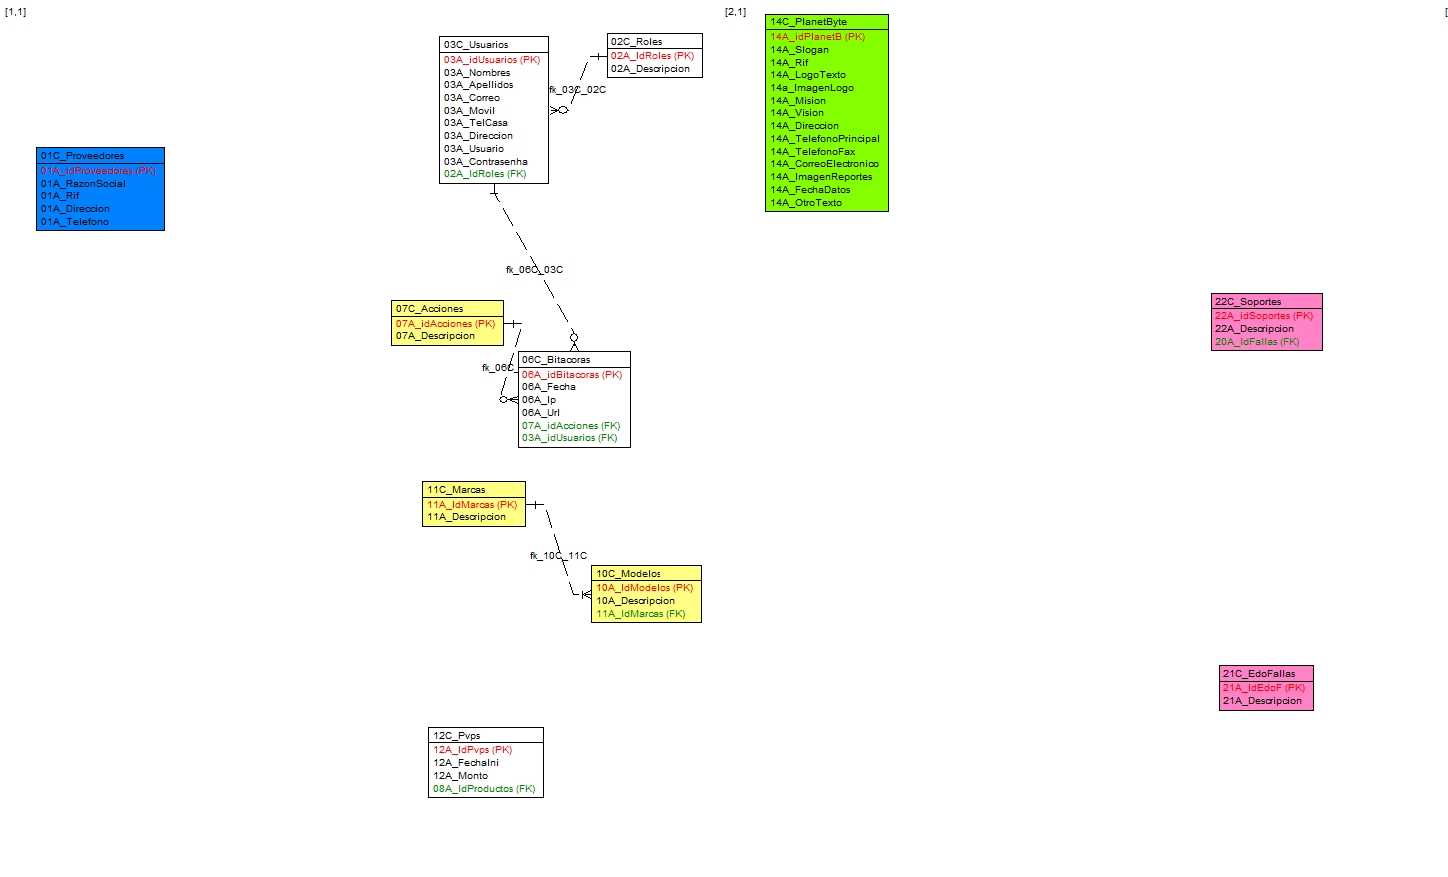 [1,1]
[2,1]
[
03C_Usuarios
03A_idUsuarios (PK)
03A_Nombres
03A_Apellidos
03A_Correo
03A_Movil
03A_TelCasa
03A_Direccion
03A_Usuario
03A_Contrasenha
02A_IdRoles (FK)
02C_Roles
02A_IdRoles (PK)
02A_Descripcion
fk_03C_02C
14C_PlanetByte
14A_idPlanetB (PK)
14A_Slogan
14A_Rif
14A_LogoTexto
14a_ImagenLogo
14A_Mision
14A_Vision
14A_Direccion
14A_TelefonoPrincipal
14A_TelefonoFax
14A_CorreoElectronico
14A_ImagenReportes
14A_FechaDatos
14A_OtroTexto
01C_Proveedores
01A_IdProveedores (PK)
01A_RazonSocial
01A_Rif
01A_Direccion
01A_Telefono
fk_06C_03C
07C_Acciones
07A_idAcciones (PK)
07A_Descripcion
22C_Soportes
22A_idSoportes (PK)
22A_Descripcion
20A_IdFallas (FK)
fk_06C_
06C_Bitacoras
06A_idBitacoras (PK)
06A_Fecha
06A_Ip
06A_Url
07A_idAcciones (FK)
03A_idUsuarios (FK)
11C_Marcas
11A_IdMarcas (PK)
11A_Descripcion
fk_10C_11C
10C_Modelos
10A_IdModelos (PK)
10A_Descripcion
11A_IdMarcas (FK)
21C_EdoFallas
21A_IdEdoF (PK)
21A_Descripcion
12C_Pvps
12A_IdPvps (PK)
12A_FechaIni
12A_Monto
08A_IdProductos (FK)